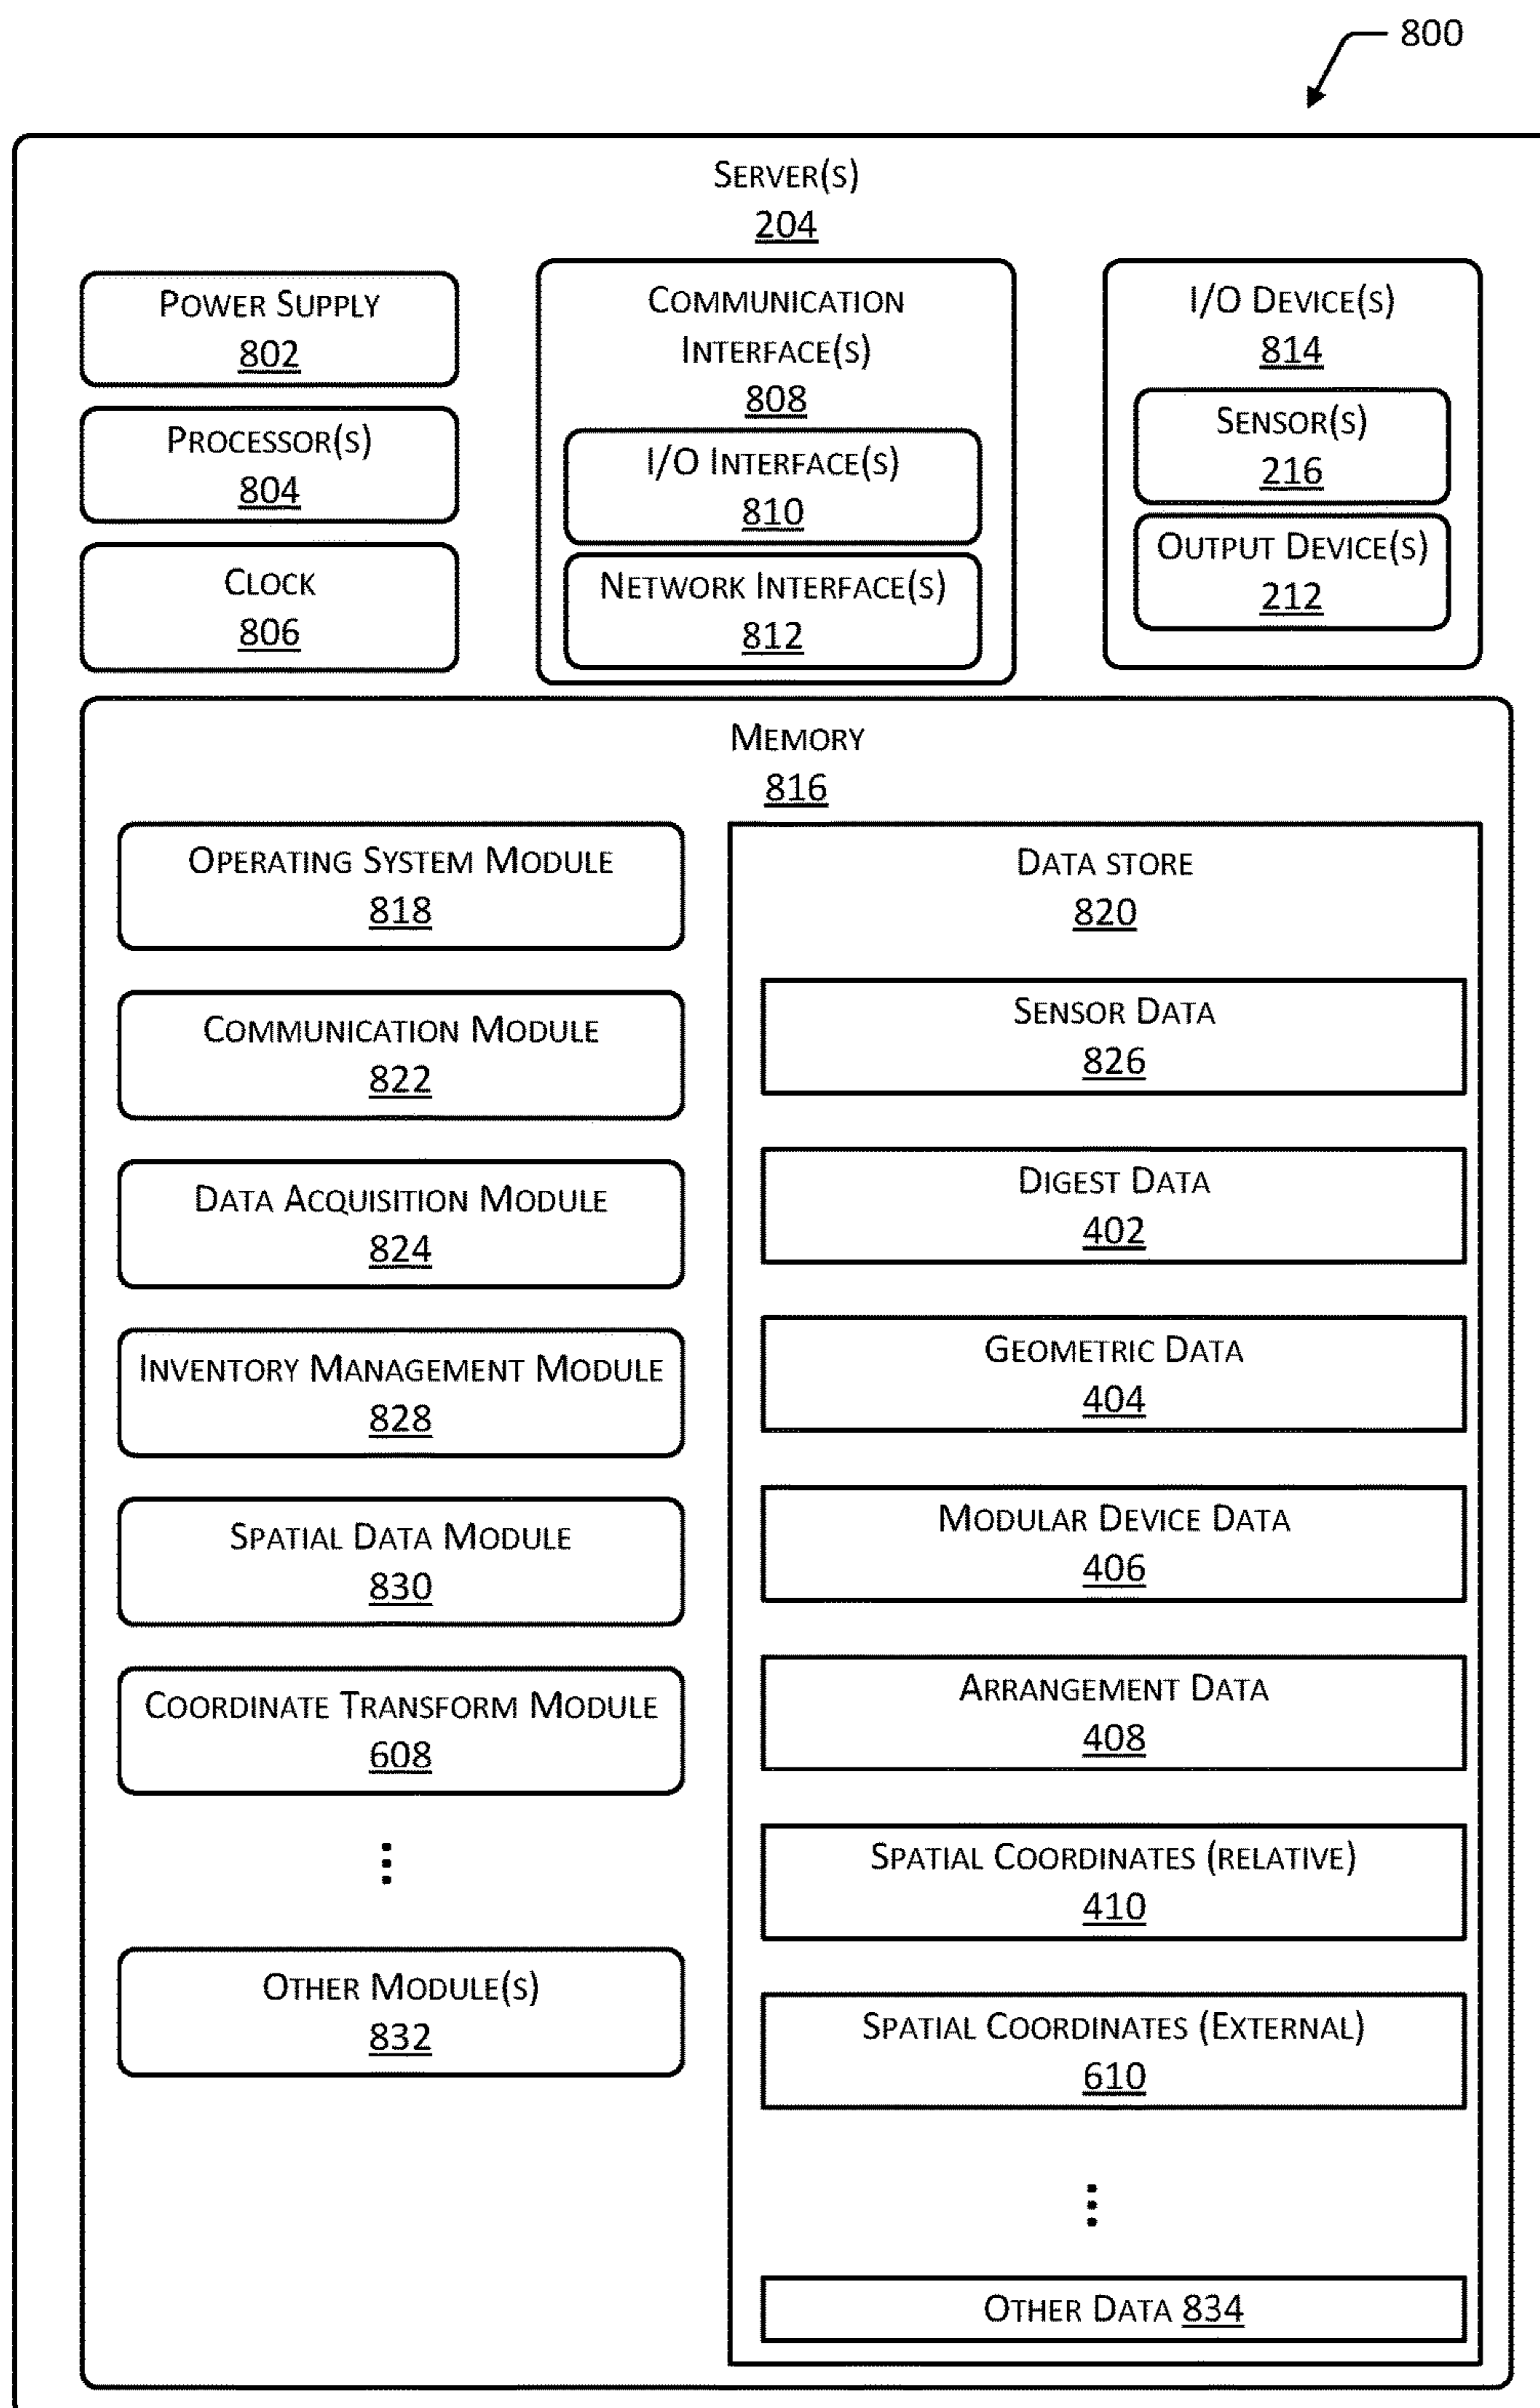 800
SERVER(S)
204
POWER SUPPLY
802
PROCESSOR(S)
804
CLOCK
806
COMMUNICATION
INTERFACE(S)
808
I/O INTERFACE(S)
810
NETWORK INTERFACE(S)
812
I/O DEVICE(S)
814
SENSOR(S)
216
OUTPUT DEVICE(S)
212
MEMORY
816
OPERATING SYSTEM MODULE
818
COMMUNICATION MODULE
822
DATA ACQUISITION MODULE
824
INVENTORY MANAGEMENT MODULE
828
SPATIAL DATA MODULE
830
COORDINATE TRANSFORM MODULE
608
OTHER MODULE(S)
832
DATA STORE
820
SENSOR DATA
826
DIGEST DATA
402
GEOMETRIC DATA
404
MODULAR DEVICE DATA
406
ARRANGEMENT DATA
408
SPATIAL COORDINATES (RELATIVE)
410
SPATIAL COORDINATES (EXTERNAL)
610
OTHER DATA 834